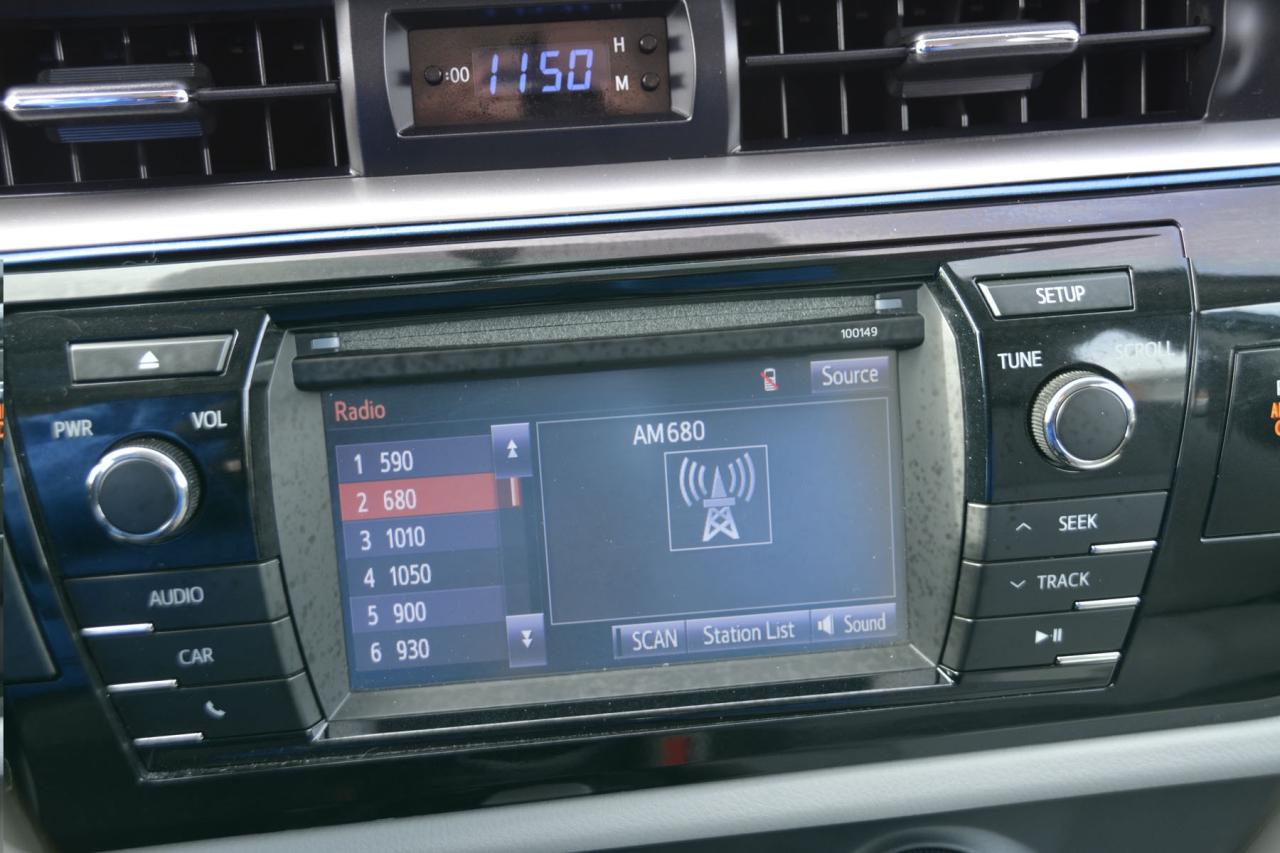 :00 1150 H
M
SETUP
100149
TUNE SCROLL
Source
Radio
PWR VOL
AM680
1 590
2 680
3 1010
4 1050
5 900
6 930
SCAN Station List Sound
SEEK
TRACK
AUDIO
CAR